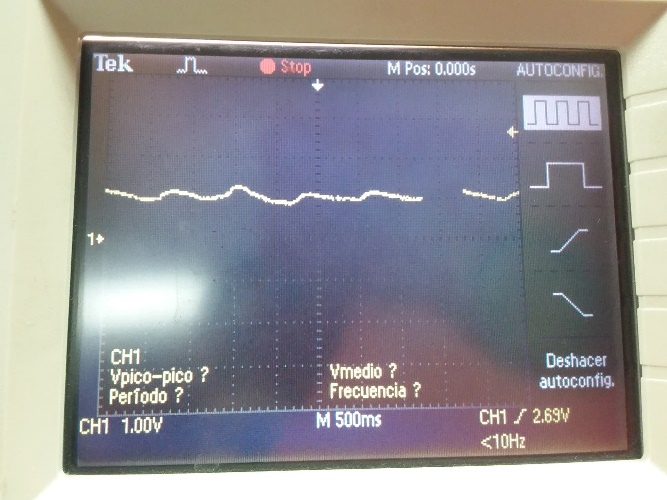 Tek Stop M Pos: 0.000s AUTOCONFIG.
1
CH1
Vpico-pico ? Vmedio ?
Período ? Frecuencia ?
Deshacer
autoconfig.
CH1 1.00V M 500ms CH1 2.69V
<10Hz